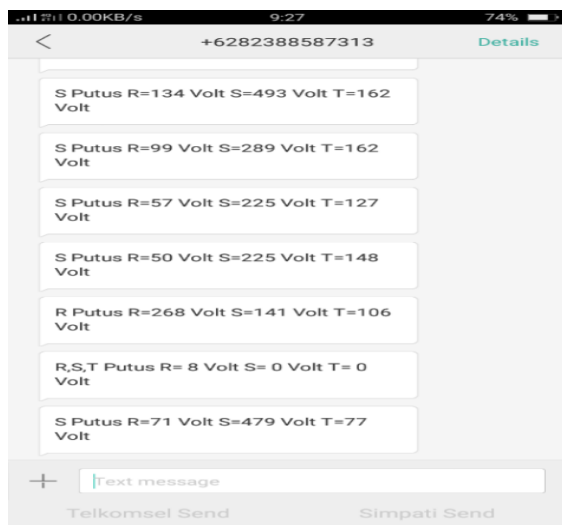 0.00KB/s 9:27 74%
+6282388587313 Details
S Putus R=134 Volt S=493 Volt T=162
Volt
S Putus R=99 Volt S=289 Volt T=162
Volt
S Putus R=57 Volt S=225 Volt T=127
Volt
S Putus R=50 Volt S=225 Volt T=148
Volt
R Putus R=268 Volt S=141 Volt T=106
Volt
R,S,T Putus R= 8 Volt S= 0 Volt T= 0
Volt
S Putus R=71 Volt S=479 Volt T=77
Volt
Text message
Telkomsel Send Simpati Send